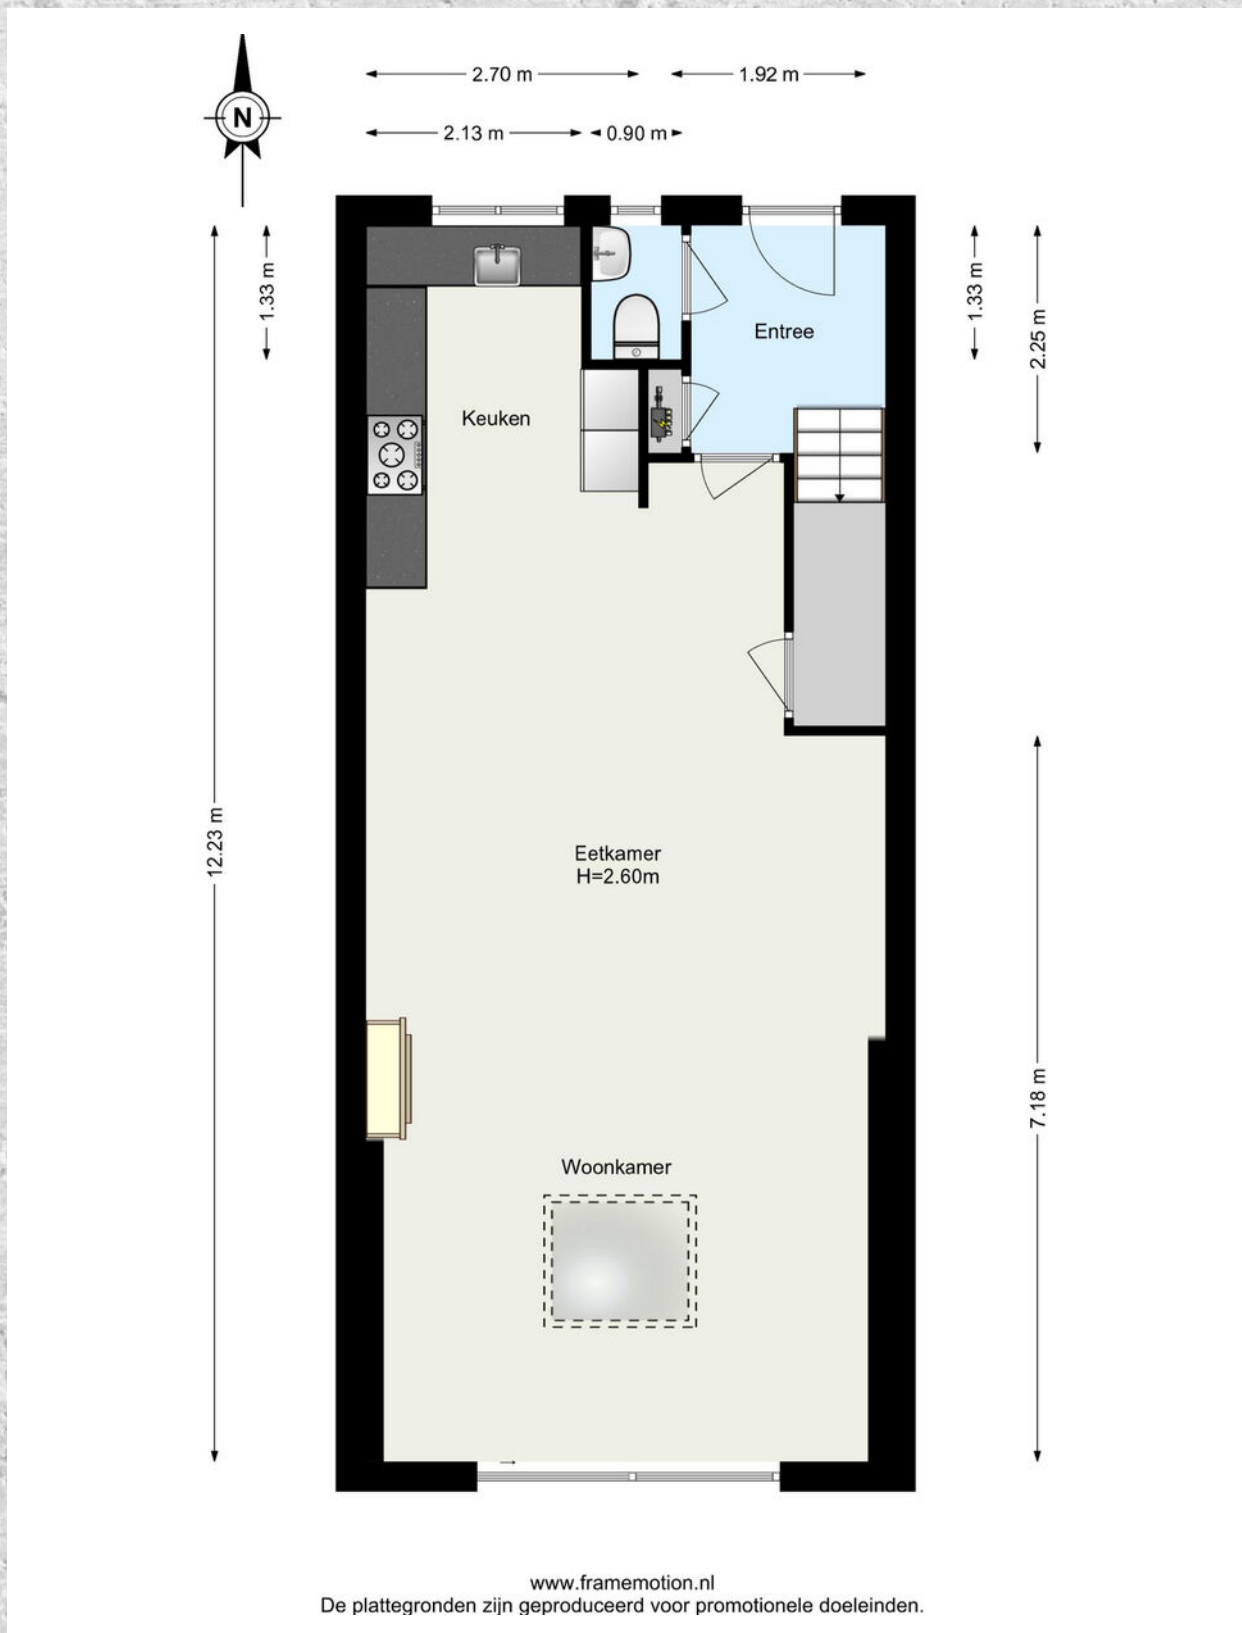 2.70 m
1.92 m
N
2.13 m
0.90 m
1.33 m
1.33 m
2.25 m
Entree
Keuken
12.23 m
Eetkamer
H=2.60m
7.18 m
Woonkamer
www.framemotion.nl
De plattegronden zijn geproduceerd voor promotionele doeleinden.